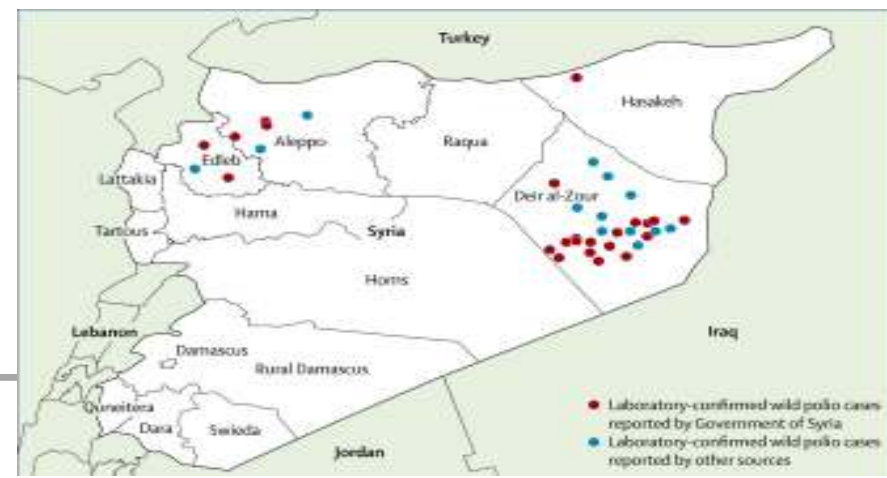 Turkey
Hasakeh
Aleppo
Raqua
Edleb
Lattakia
Deir al-Zour
Hama
Tartous
Syria
Homs
Lebanon
Iraq
Damascus
Rural Damascus
Quneitera
Dara
Swieda
Jordan
Laboratory-confirmed wild polio cases
reported by Government of Syria
Laboratory-confirmed wild polio cases
reported by other sources